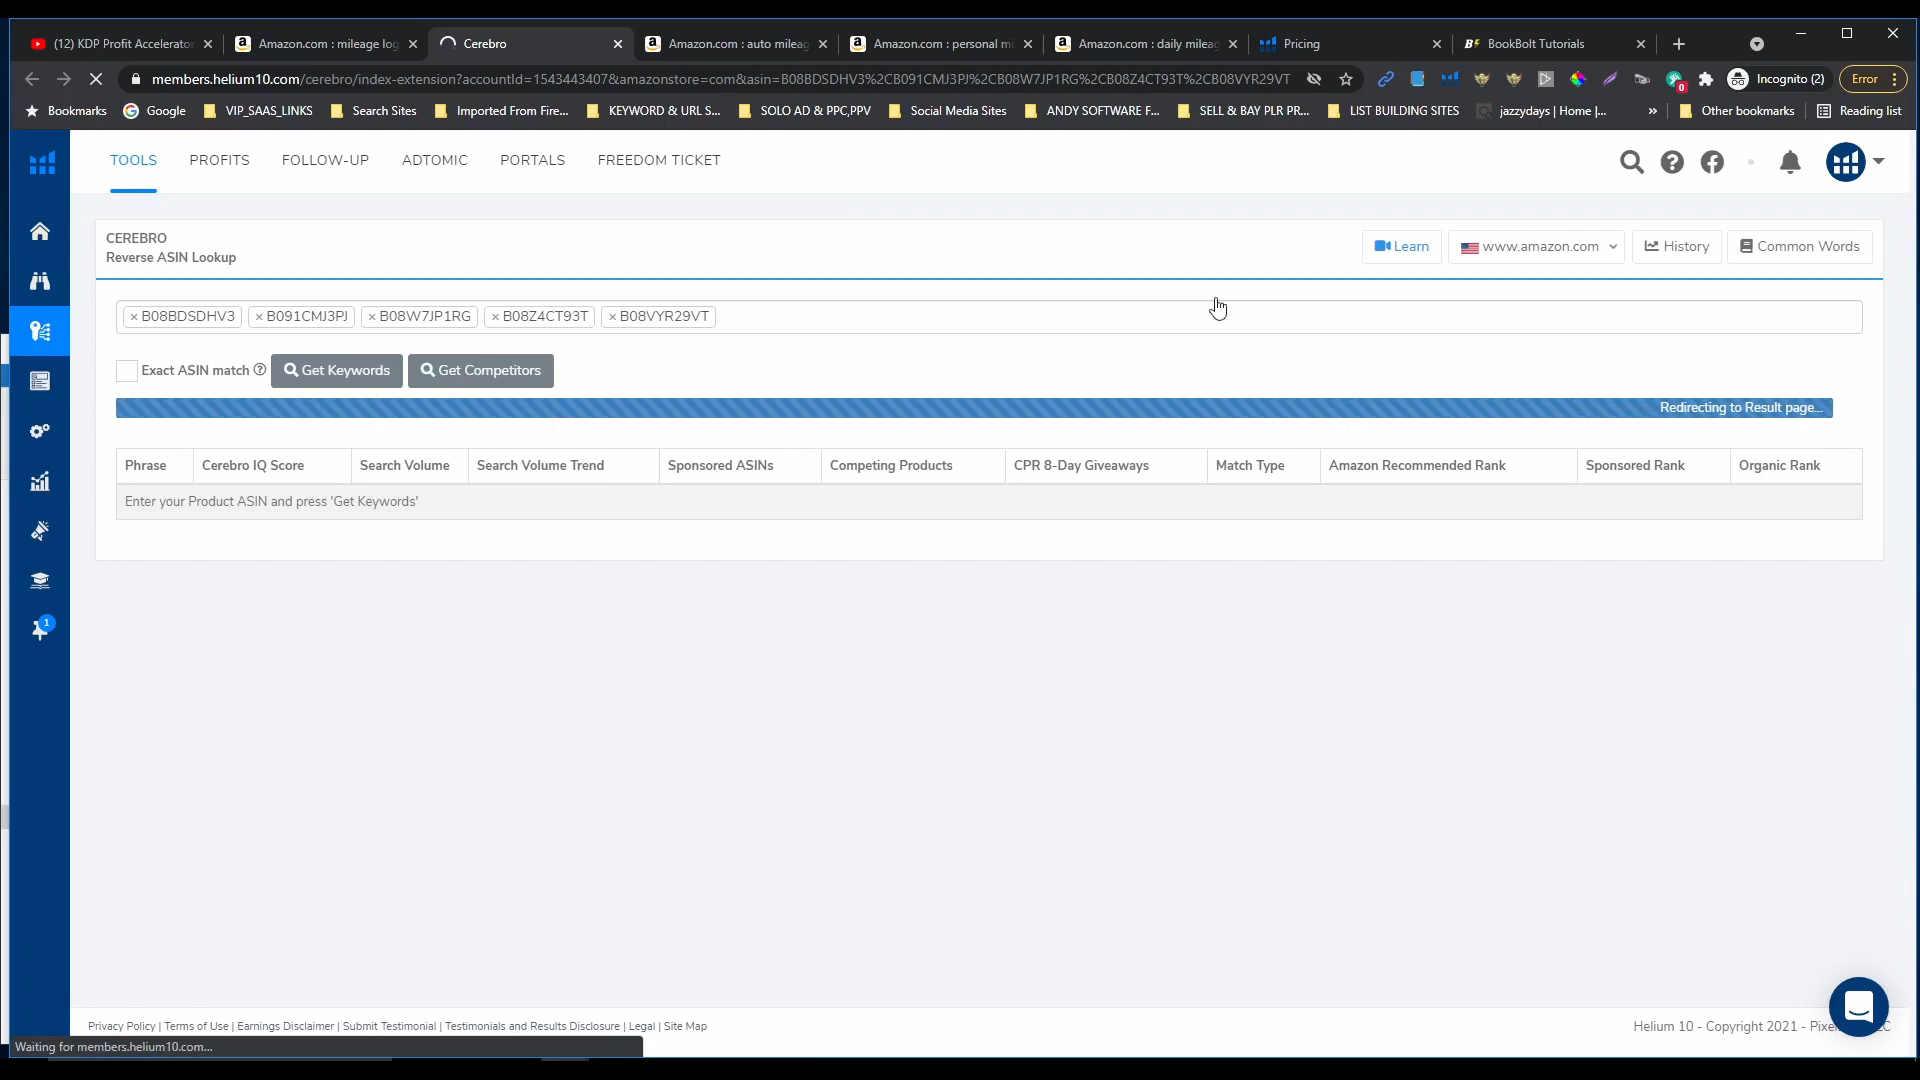 (12) KDP Profit Accelerator
Amazon.com : mileage log
Cerebro
Amazon.com : auto mileag
Amazon.com : personal mi
Amazon.com : daily mileag
Pricing
BookBolt Tutorials
members.helium10.com/cerebro/index-extension?accountId=1543443407&amazonstore=com&asin=B08BDSDHV3%2CB091CMJ3PJ%2CB08W7JP1RG%2CB08Z4CT93T%2CB08VYR29VT
0
Incognito (2)
Error
Bookmarks
Google
VIP_SAAS_LINKS
Search Sites
Imported From Fire...
KEYWORD & URL S...
SOLO AD & PPC,PPV
Social Media Sites
ANDY SOFTWARE F...
SELL & BAY PLR PR...
LIST BUILDING SITES
jazzydays | Home |...
»
Other bookmarks
Reading list
TOOLS
PROFITS
FOLLOW-UP
ADTOMIC
PORTALS
FREEDOM TICKET
CEREBRO
Reverse ASIN Lookup
Learn
www.amazon.com
History
Common Words
× B08BDSDHV3
× B091CMJ3PJ
× B08W7JP1RG
× B08Z4CT93T
× B08VYR29VT
Exact ASIN match
Get Keywords
Get Competitors
Redirecting to Result page...
Phrase
Cerebro IQ Score
Search Volume
Search Volume Trend
Sponsored ASINs
Competing Products
CPR 8-Day Giveaways
Match Type
Amazon Recommended Rank
Sponsored Rank
Organic Rank
Enter your Product ASIN and press 'Get Keywords'
1
Privacy Policy | Terms of Use | Earnings Disclaimer | Submit Testimonial | Testimonials and Results Disclosure | Legal | Site Map
Helium 10 - Copyright 2021 - Pixe
Waiting for members.helium10.com...